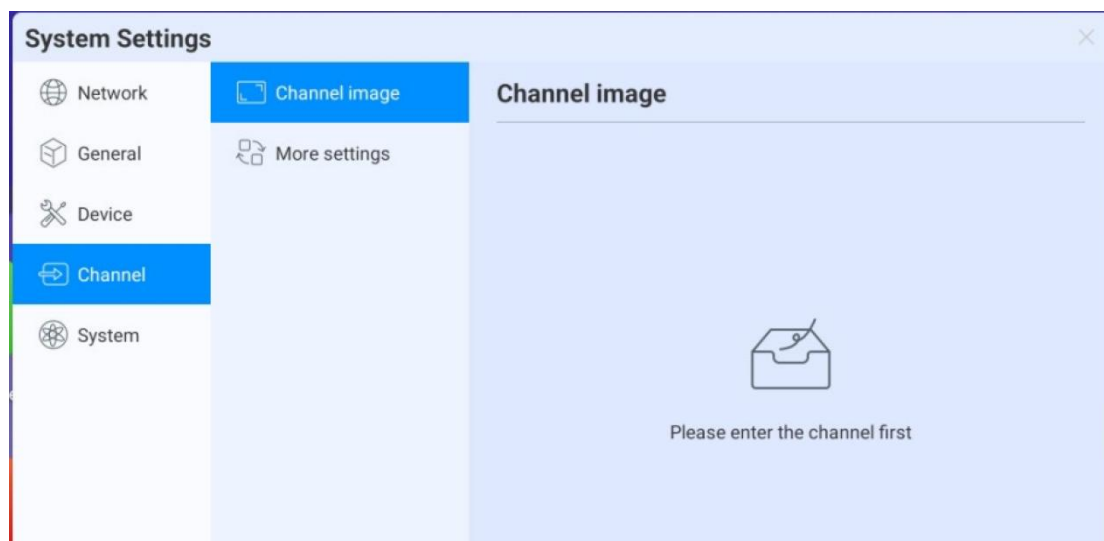 System Settings
Network
General
Device
Channel
System
Channel image
More settings
Channel image
Please enter the channel first